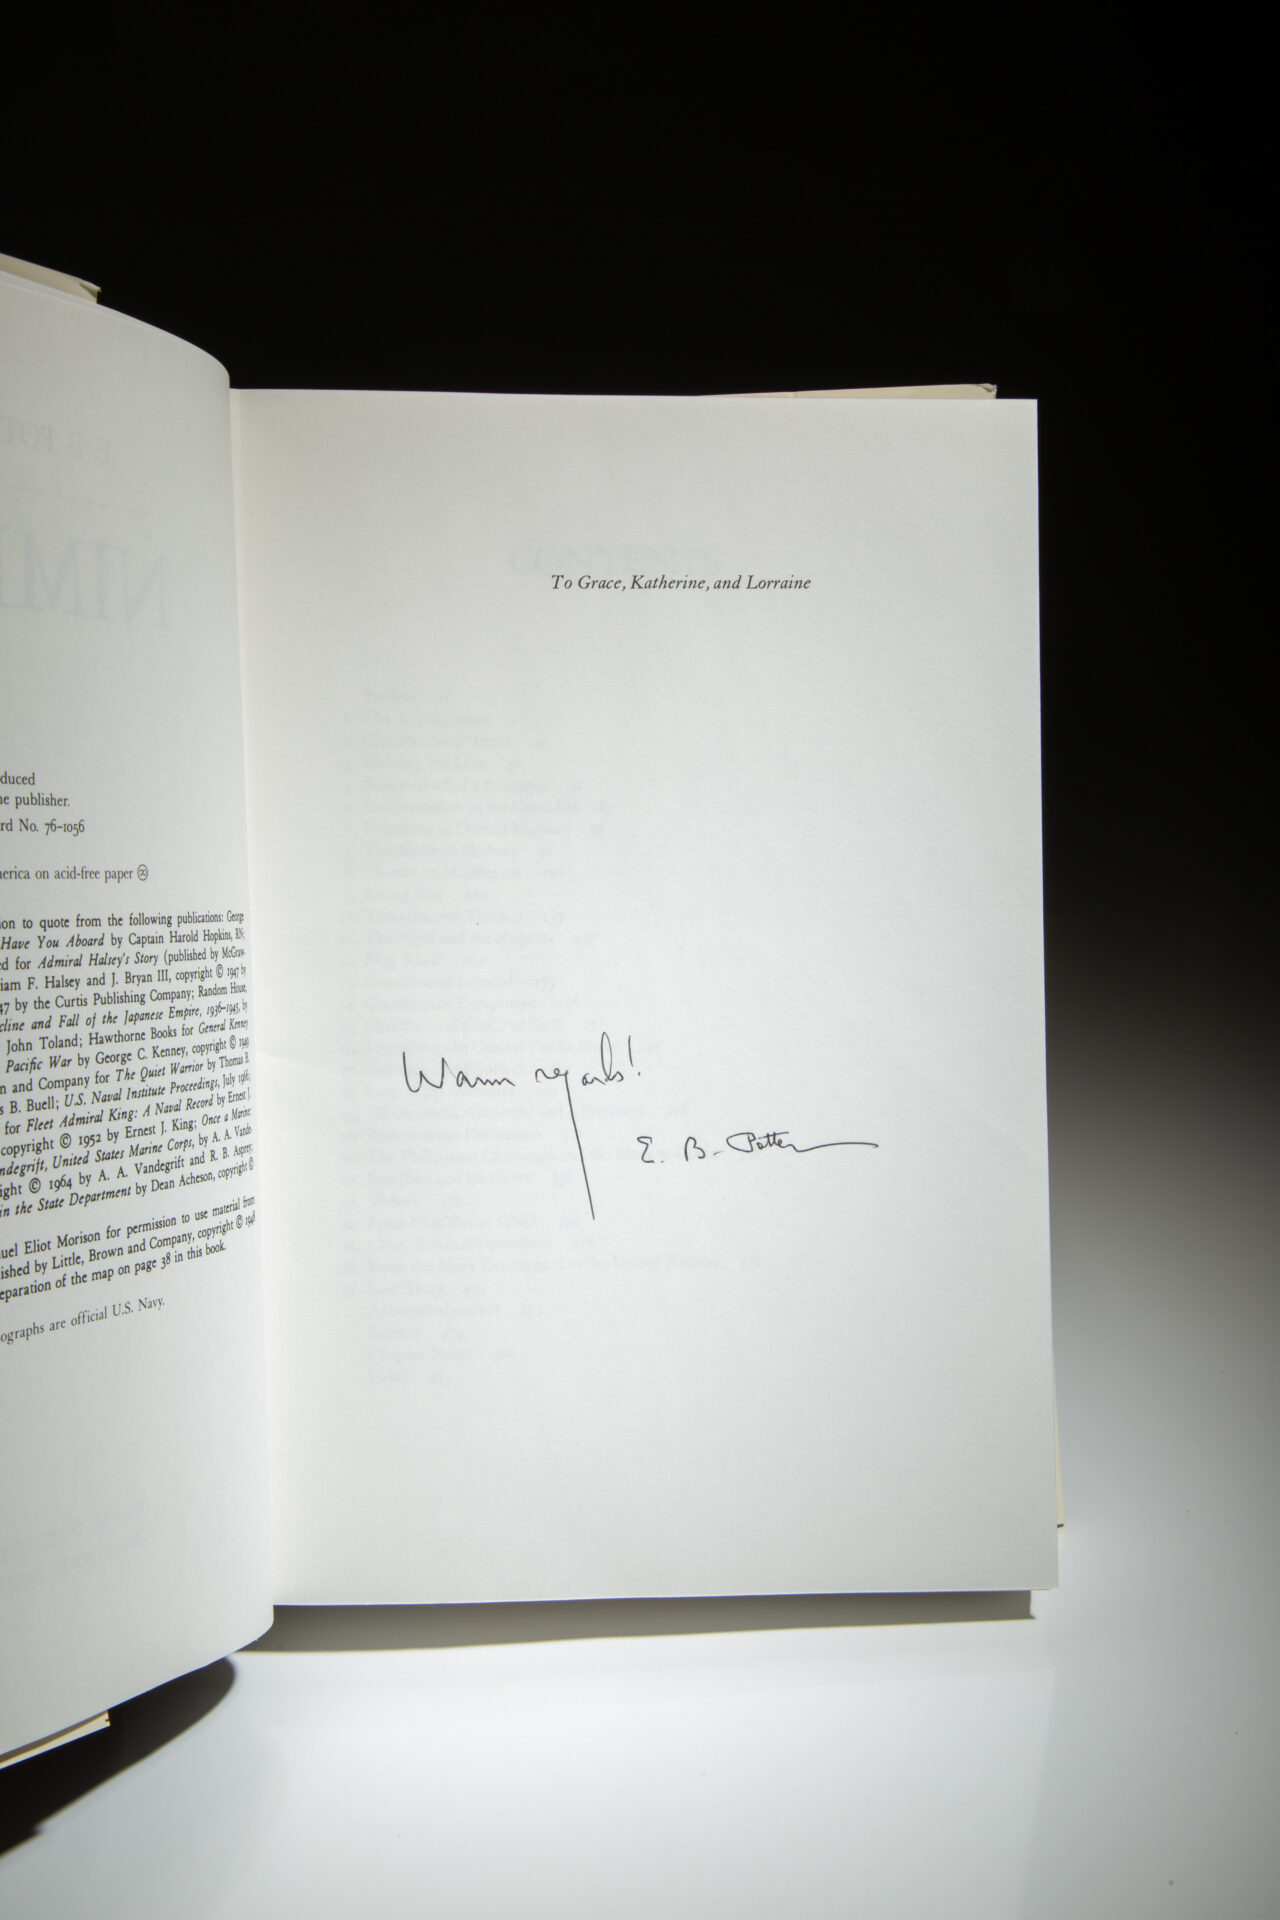 duced
ne publisher.
rd No. 76-1056
nerica on acid-free paper ♾
ion to quote from the following publications: George
Have You Aboard by Captain Harold Hopkins, RN;
ed for Admiral Halsey's Story (published by McGraw-
iam F. Halsey and J. Bryan III, copyright © 1947 by
47 by the Curtis Publishing Company; Random House,
cline and Fall of the Japanese Empire, 1936-1945, by
John Toland; Hawthorne Books for General Kenney
Pacific War by George C. Kenney, copyright © 1949
n and Company for The Quiet Warrior by Thomas B.
s B. Buell; U.S. Naval Institute Proceedings, July 1966;
for Fleet Admiral King: A Naval Record by Ernest J.
copyright © 1952 by Ernest J. King; Once a Marine:
ndegrift, United States Marine Corps, by A. A. Vande-
ight © 1964 by A. A. Vandegrift and R. B. Asprey;
in the State Department by Dean Acheson, copyright ©
uel Eliot Morison for permission to use material from
ished by Little, Brown and Company, copyright © 1948
eparation of the map on page 38 in this book.
ographs are official U.S. Navy.
To Grace, Katherine, and Lorraine
Warm regards!
E. B. Potter